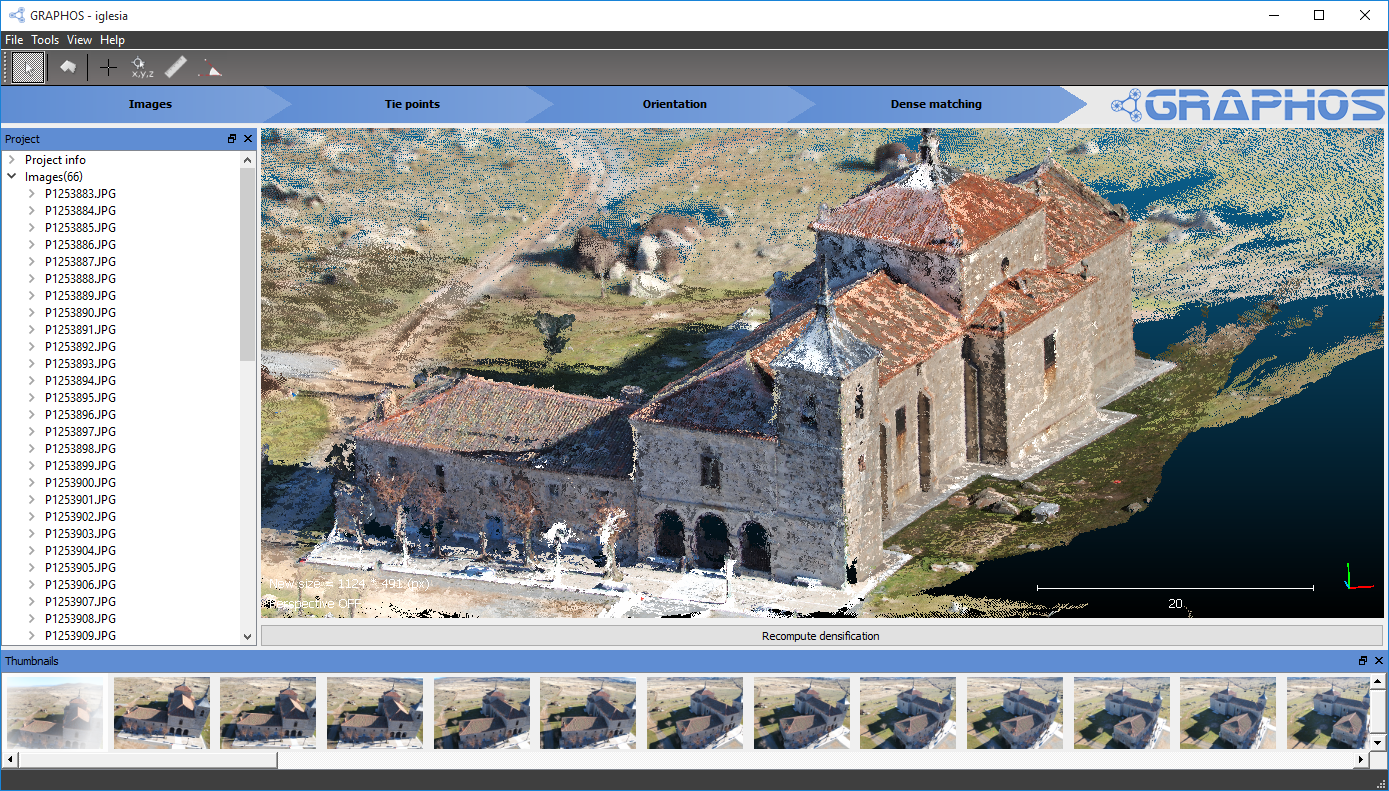 GRAPHOS - iglesia
File Tools View Help
x,y,z
Images Tie points Orientation Dense matching GRAPHOS
Project
Project info
Images(66)
P1253883.JPG
P1253884.JPG
P1253885.JPG
P1253886.JPG
P1253887.JPG
P1253888.JPG
P1253889.JPG
P1253890.JPG
P1253891.JPG
P1253892.JPG
P1253893.JPG
P1253894.JPG
P1253895.JPG
P1253896.JPG
P1253897.JPG
P1253898.JPG
P1253899.JPG
P1253900.JPG
P1253901.JPG
P1253902.JPG
P1253903.JPG
P1253904.JPG
P1253905.JPG
P1253906.JPG
P1253907.JPG
P1253908.JPG
P1253909.JPG
New size = 1124 * 491 (px)
Perspective OFF
20
Recompute densification
Thumbnails